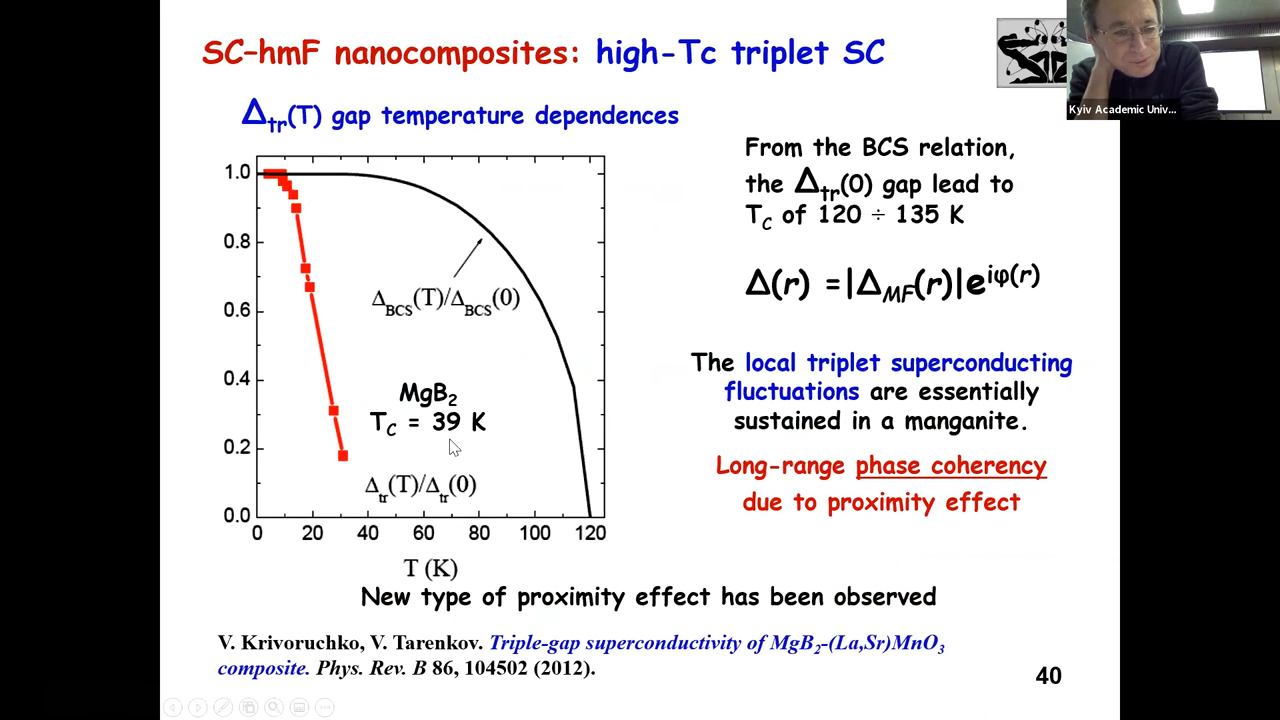 SC–hmF nanocomposites: high-Tc triplet SC
Kyiv Academic Univ...
Δtr(T) gap temperature dependences
1.0
0.8
0.6
0.4
0.2
0.0
0
20
40
60
80
100
120
T (K)
ΔBCS(T)/ΔBCS(0)
MgB2
TC = 39 K
Δtr(T)/Δtr(0)
From the BCS relation,
the Δtr(0) gap lead to
TC of 120 ÷ 135 K
Δ(r) =|ΔMF(r)|e^iφ(r)
The local triplet superconducting
fluctuations are essentially
sustained in a manganite.
Long-range phase coherency
due to proximity effect
New type of proximity effect has been observed
V. Krivoruchko, V. Tarenkov. Triple-gap superconductivity of MgB2-(La,Sr)MnO3
composite. Phys. Rev. B 86, 104502 (2012).
40